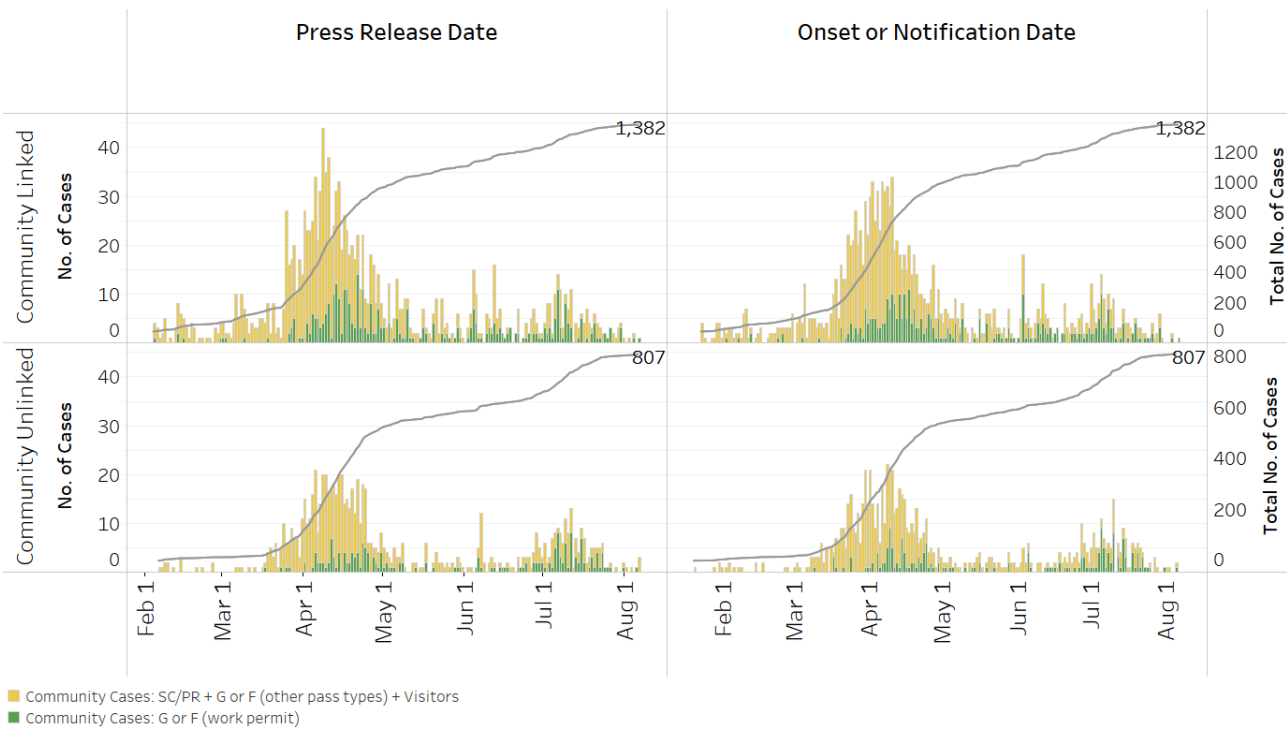 Press Release Date
Onset or Notification Date
Community Linked
No. of Cases
40
30
20
10
0
1,382
1,382
1200
1000
800
600
400
200
0
Total No. of Cases
Community Unlinked
No. of Cases
40
30
20
10
0
807
807
800
600
400
200
0
Total No. of Cases
Feb 1
Mar 1
Apr 1
May 1
Jun 1
Jul 1
Aug 1
Feb 1
Mar 1
Apr 1
May 1
Jun 1
Jul 1
Aug 1
Community Cases: SC/PR + G or F (other pass types) + Visitors
Community Cases: G or F (work permit)